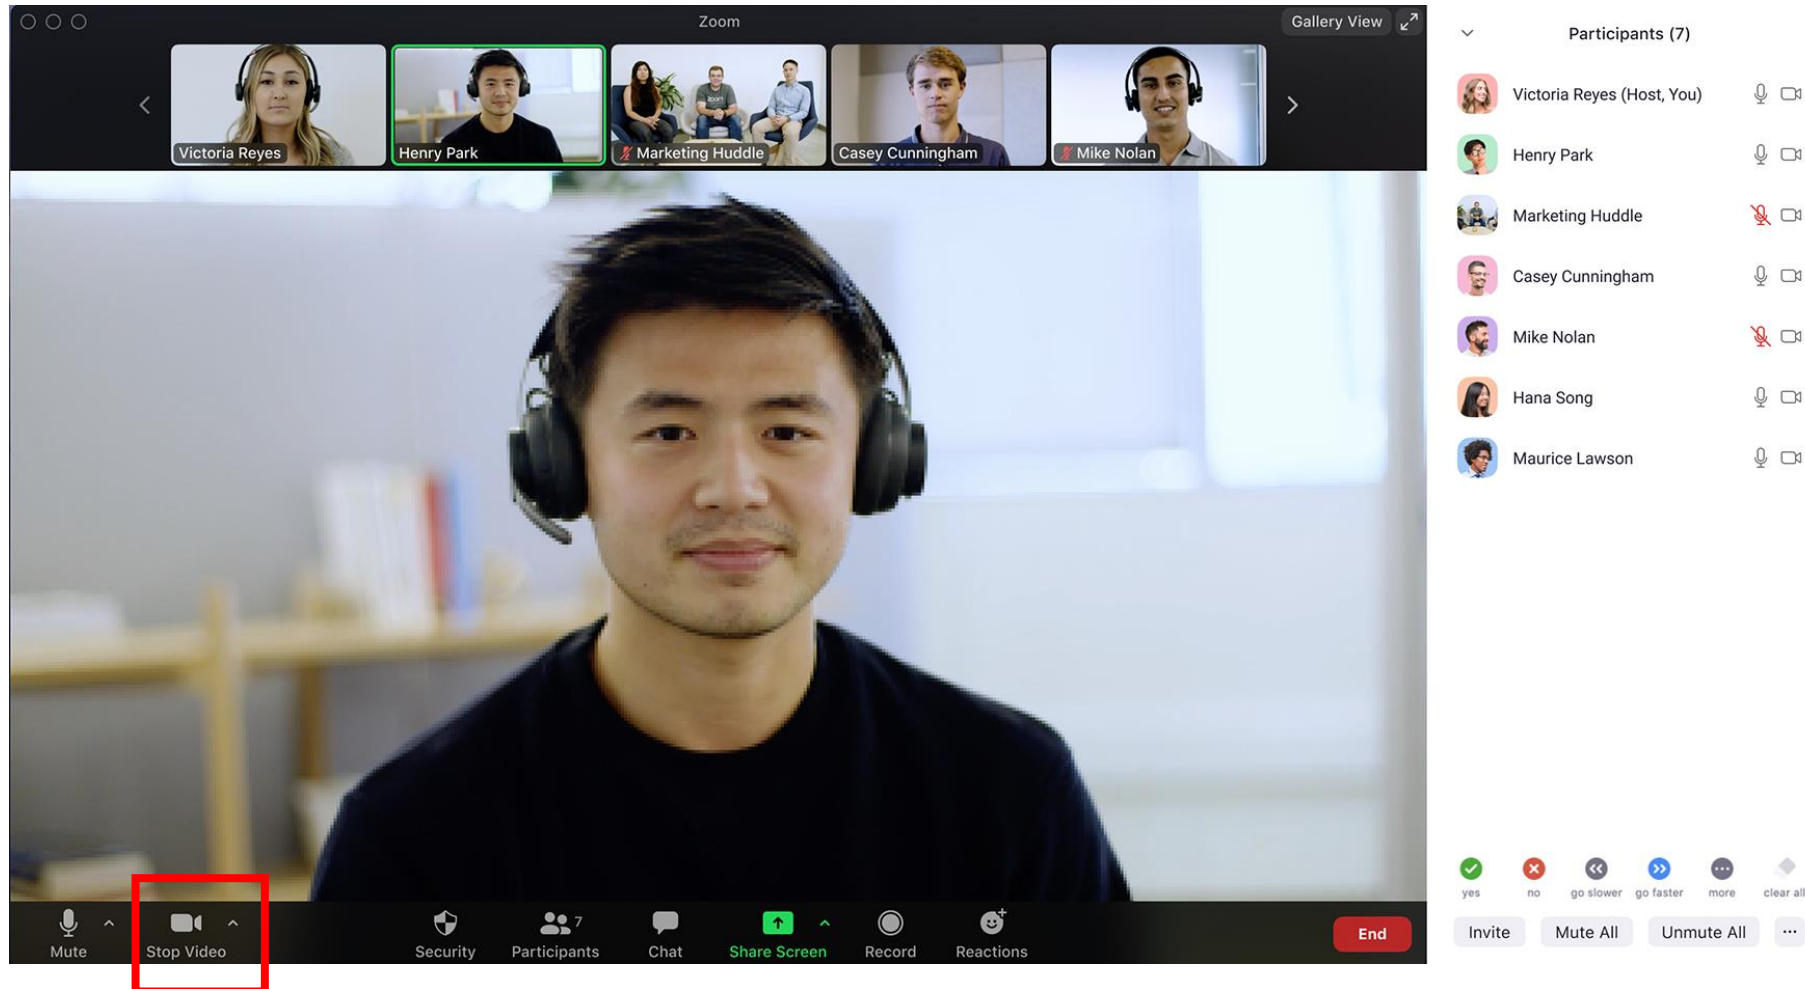 Zoom
Gallery View
Victoria Reyes
Henry Park
Marketing Huddle
Casey Cunningham
Mike Nolan
Participants (7)
Victoria Reyes (Host, You)
Henry Park
Marketing Huddle
Casey Cunningham
Mike Nolan
Hana Song
Maurice Lawson
yes
no
go slower
go faster
more
clear all
Invite
Mute All
Unmute All
Mute
Stop Video
Security
7
Participants
Chat
Share Screen
Record
Reactions
End